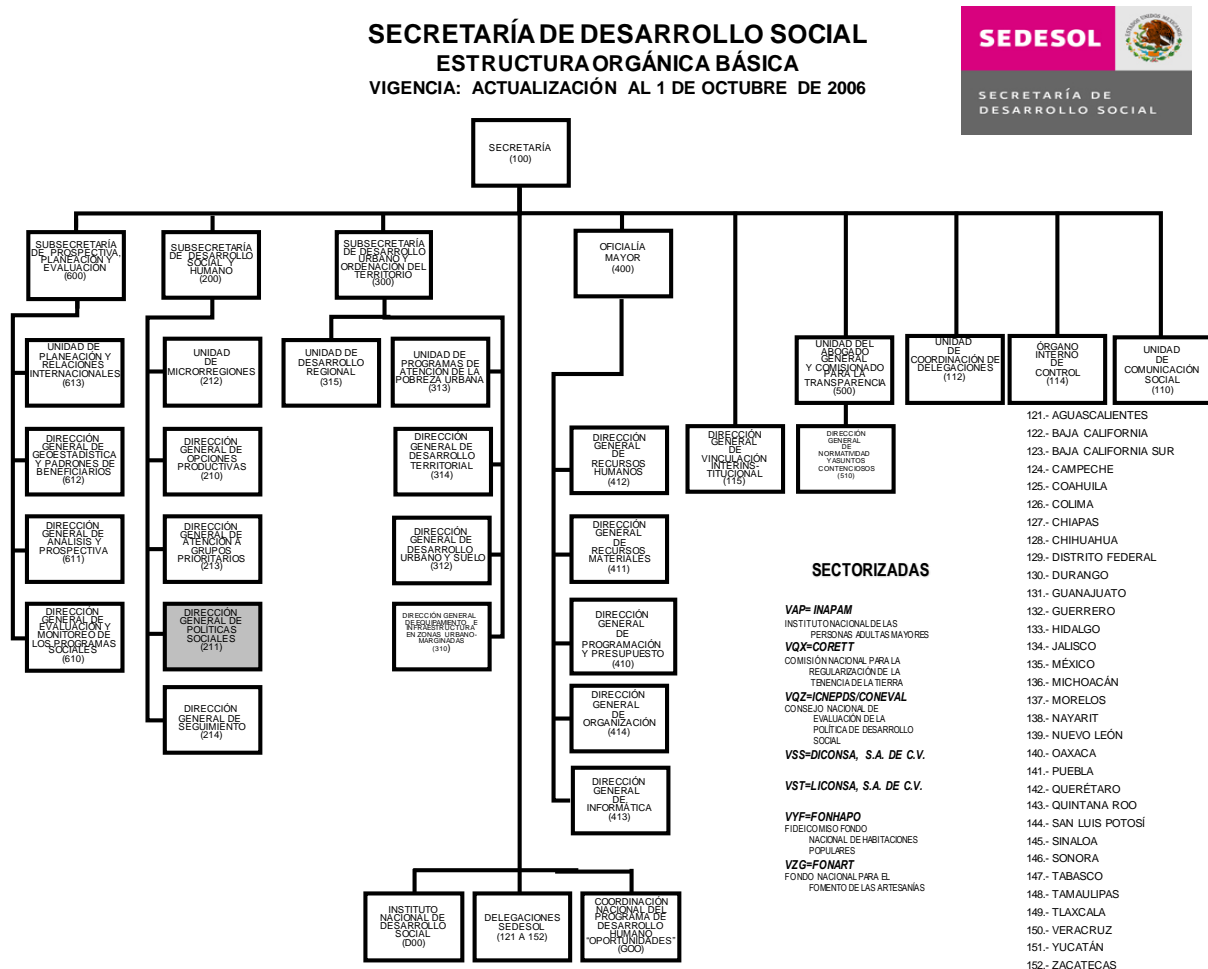 SECRETARÍA DE DESARROLLO SOCIAL
ESTRUCTURA ORGÁNICA BÁSICA
VIGENCIA: ACTUALIZACIÓN AL 1 DE OCTUBRE DE 2006
SEDESOL
ESTADOS UNIDOS MEXICANOS
SECRETARÍA DE
DESARROLLO SOCIAL
SECRETARÍA
(100)
SUBSECRETARÍA
DE PROSPECTIVA,
PLANEACIÓN Y
EVALUACIÓN
(600)
SUBSECRETARÍA
DE DESARROLLO
SOCIAL Y
HUMANO
(200)
SUBSECRETARÍA
DE DESARROLLO
URBANO Y
ORDENACIÓN DEL
TERRITORIO
(300)
OFICIALÍA
MAYOR
(400)
UNIDAD DE
PLANEACIÓN Y
RELACIONES
INTERNACIONALES
(613)
UNIDAD
DE
MICRORREGIONES
(212)
UNIDAD DE
DESARROLLO
REGIONAL
(315)
UNIDAD DE
PROGRAMAS DE
ATENCIÓN DE LA
POBREZA URBANA
(313)
UNIDAD DEL
ABOGADO
GENERAL
Y COMISIONADO
PARA LA
TRANSPARENCIA
(500)
UNIDAD
DE
COORDINACIÓN DE
DELEGACIONES
(112)
ÓRGANO
INTERNO
DE
CONTROL
(114)
UNIDAD
DE
COMUNICACIÓN
SOCIAL
(110)
DIRECCIÓN
GENERAL DE
GEOESTADÍSTICA
Y PADRONES DE
BENEFICIARIOS
(612)
DIRECCIÓN
GENERAL DE
OPCIONES
PRODUCTIVAS
(210)
DIRECCIÓN
GENERAL DE
DESARROLLO
TERRITORIAL
(314)
DIRECCIÓN
GENERAL
DE
RECURSOS
HUMANOS
(412)
DIRECCIÓN
GENERAL
DE
VINCULACIÓN
INTERINS-
TITUCIONAL
(115)
DIRECCIÓN
GENERAL
DE
NORMATIVIDAD
Y ASUNTOS
CONTENCIOSOS
(510)
DIRECCIÓN
GENERAL DE
ANÁLISIS Y
PROSPECTIVA
(611)
DIRECCIÓN
GENERAL DE
ATENCIÓN A
GRUPOS
PRIORITARIOS
(213)
DIRECCIÓN
GENERAL DE
DESARROLLO
URBANO Y SUELO
(312)
DIRECCIÓN
GENERAL
DE
RECURSOS
MATERIALES
(411)
DIRECCIÓN
GENERAL DE
EVALUACIÓN Y
MONITOREO DE
LOS PROGRAMAS
SOCIALES
(610)
DIRECCIÓN
GENERAL DE
POLÍTICAS
SOCIALES
(211)
DIRECCIÓN GENERAL
DE EQUIPAMIENTO E
INFRAESTRUCTURA
EN ZONAS URBANO-
MARGINADAS
(310)
DIRECCIÓN
GENERAL
DE
PROGRAMACIÓN
Y PRESUPUESTO
(410)
DIRECCIÓN
GENERAL DE
SEGUIMIENTO
(214)
DIRECCIÓN
GENERAL
DE
ORGANIZACIÓN
(414)
DIRECCIÓN
GENERAL
DE
INFORMÁTICA
(413)
INSTITUTO
NACIONAL DE
DESARROLLO
SOCIAL
(D00)
DELEGACIONES
SEDESOL
(121 A 152)
COORDINACIÓN
NACIONAL DEL
PROGRAMA DE
DESARROLLO
HUMANO
"OPORTUNIDADES"
(GOO)
SECTORIZADAS
VAP= INAPAM
INSTITUTO NACIONAL DE LAS
PERSONAS ADULTAS MAYORES
VQX=CORETT
COMISIÓN NACIONAL PARA LA
REGULARIZACIÓN DE LA
TENENCIA DE LA TIERRA
VQZ=ICNEPDS/CONEVAL
CONSEJO NACIONAL DE
EVALUACIÓN DE LA
POLÍTICA DE DESARROLLO
SOCIAL
VSS=DICONSA, S.A. DE C.V.
VST=LICONSA, S.A. DE C.V.
VYF=FONHAPO
FIDEICOMISO FONDO
NACIONAL DE HABITACIONES
POPULARES
VZG=FONART
FONDO NACIONAL PARA EL
FOMENTO DE LAS ARTESANÍAS
121.- AGUASCALIENTES
122.- BAJA CALIFORNIA
123.- BAJA CALIFORNIA SUR
124.- CAMPECHE
125.- COAHUILA
126.- COLIMA
127.- CHIAPAS
128.- CHIHUAHUA
129.- DISTRITO FEDERAL
130.- DURANGO
131.- GUANAJUATO
132.- GUERRERO
133.- HIDALGO
134.- JALISCO
135.- MÉXICO
136.- MICHOACÁN
137.- MORELOS
138.- NAYARIT
139.- NUEVO LEÓN
140.- OAXACA
141.- PUEBLA
142.- QUERÉTARO
143.- QUINTANA ROO
144.- SAN LUIS POTOSÍ
145.- SINALOA
146.- SONORA
147.- TABASCO
148.- TAMAULIPAS
149.- TLAXCALA
150.- VERACRUZ
151.- YUCATÁN
152.- ZACATECAS